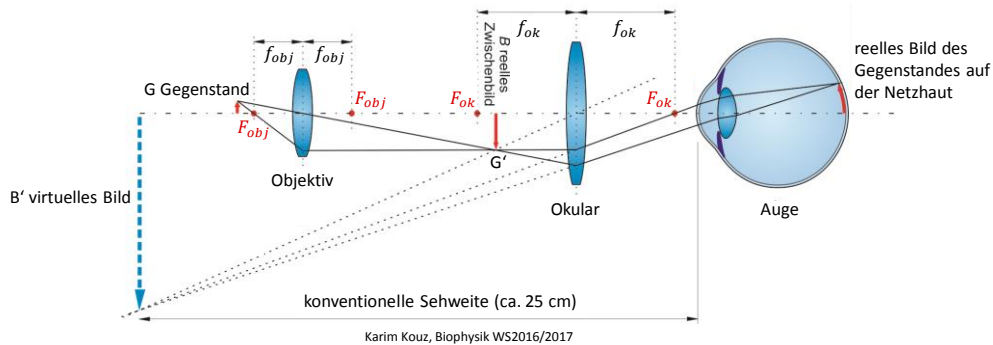 f_ok
f_ok
f_obj
f_obj
B reelles
Zwischenbild
reelles Bild des
Gegenstandes auf
der Netzhaut
G Gegenstand
F_obj
F_obj
F_ok
F_ok
G‘
Objektiv
Okular
Auge
B‘ virtuelles Bild
konventionelle Sehweite (ca. 25 cm)
Karim Kouz, Biophysik WS2016/2017